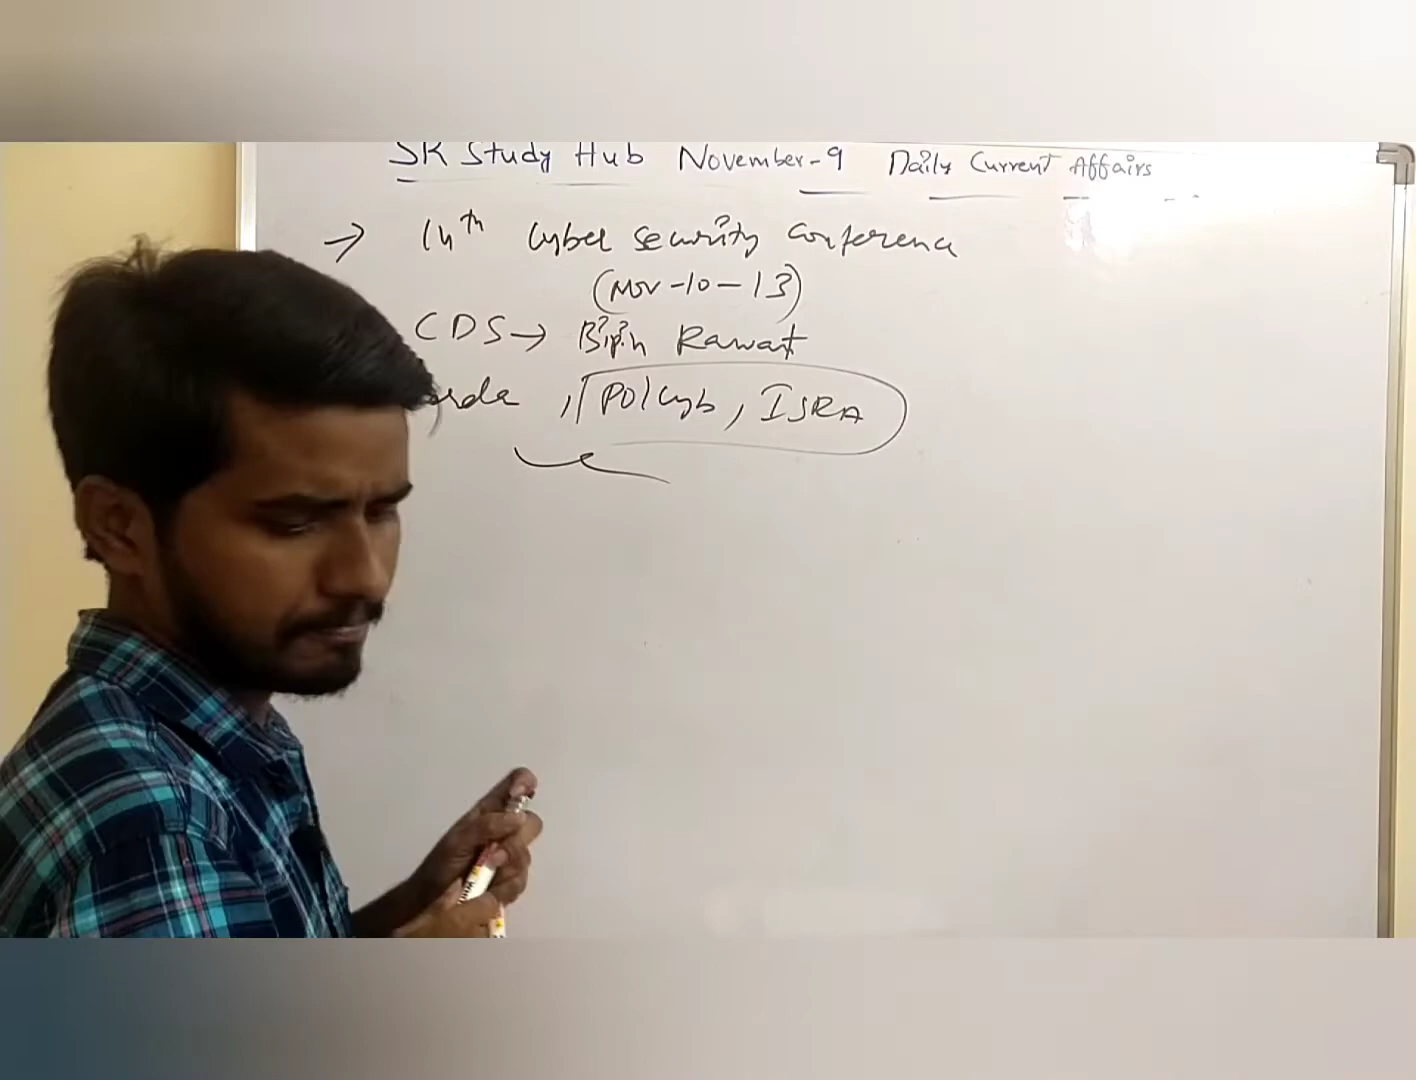 SK Study Hub November-9 Daily Current Affairs
→ 14th Cyber Security Conference
(Nov-10-13)
CDS → Bipin Rawat
, Polcyb, ISRA